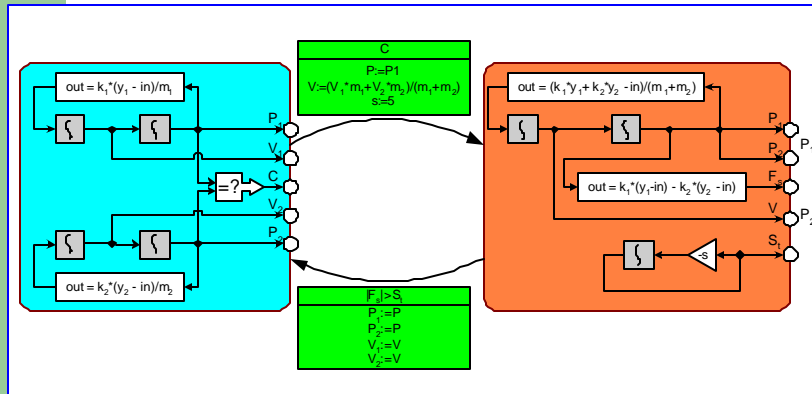 C
P:=P1
V:=(V₁*m₁+V₂*m₂)/(m₁+m₂)
s:=5
out = k₁*(y₁ - in)/m₁
P₁
V₁
C
=?
V₂
P₂
out = k₂*(y₂ - in)/m₂
out = (k₁*y₁+ k₂*y₂ - in)/(m₁+m₂)
P₁
P₂
out = k₁*(y₁-in) - k₂*(y₂ - in)
Fₛ
V
P₂
Sₜ
-s
|Fₛ|>Sₜ
P₁:=P
P₂:=P
V₁:=V
V₂:=V